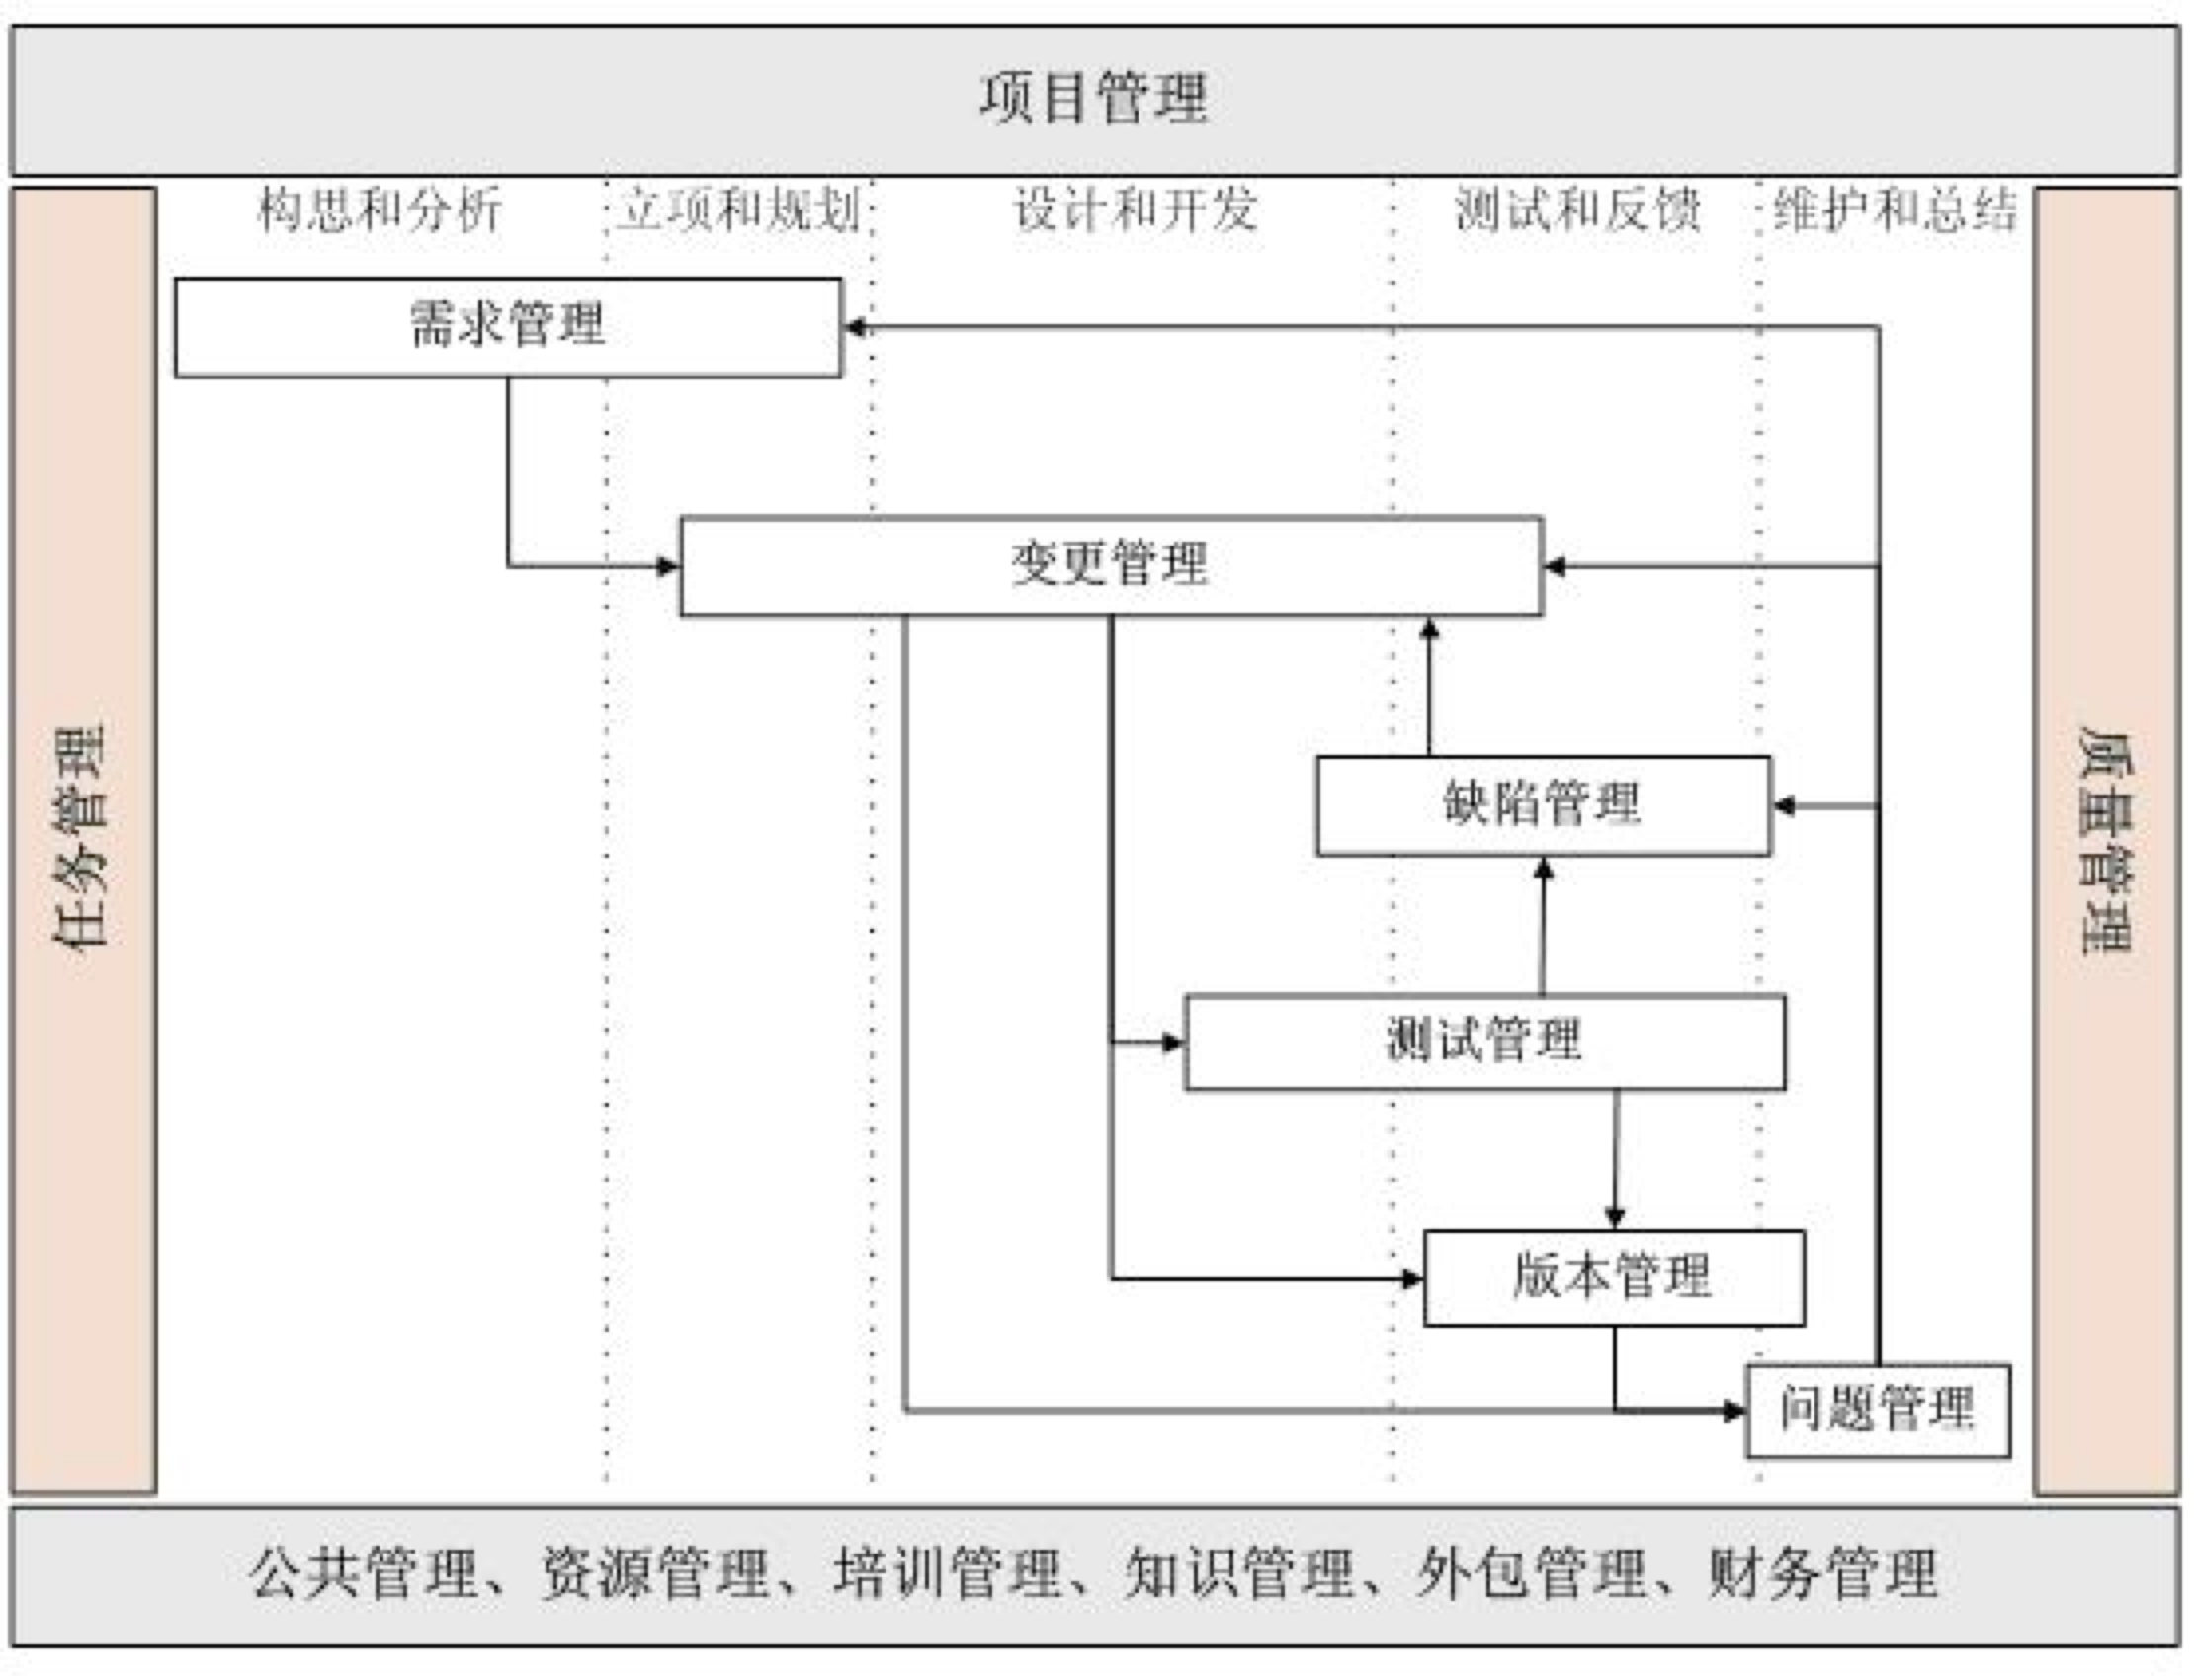 项目管理
构思和分析 立项和规划 设计和开发 测试和反馈 维护和总结
需求管理
变更管理
任务管理
缺陷管理
质量管理
测试管理
版本管理
问题管理
公共管理、资源管理、培训管理、知识管理、外包管理、财务管理